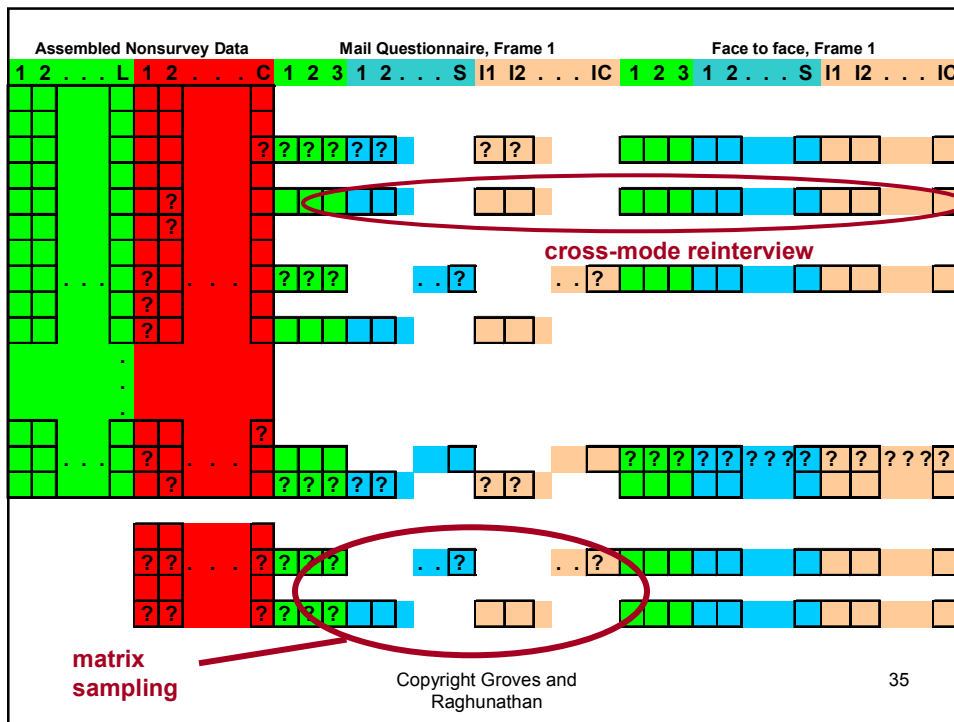 Assembled Nonsurvey Data Mail Questionnaire, Frame 1 Face to face, Frame 1
1 2 . . . L 1 2 . . . C 1 2 3 1 2 . . . S I1 I2 . . . IC 1 2 3 1 2 . . . S I1 I2 . . . IC
? ? ? ? ? ? ? ?
?
?
cross-mode reinterview
. . . ? . . . ? ? ? . . ? . . ?
?
?
.
.
.
?
. . . ? . . . ? ? ? ? ? ? ? ? ? ? ? ? ? ? ?
? ? ? ? ? ? ? ?
? ? . . . ? ? ? ? . . ? . . ?
? ? ? ? ? ?
matrix
sampling
Copyright Groves and
Raghunathan
35